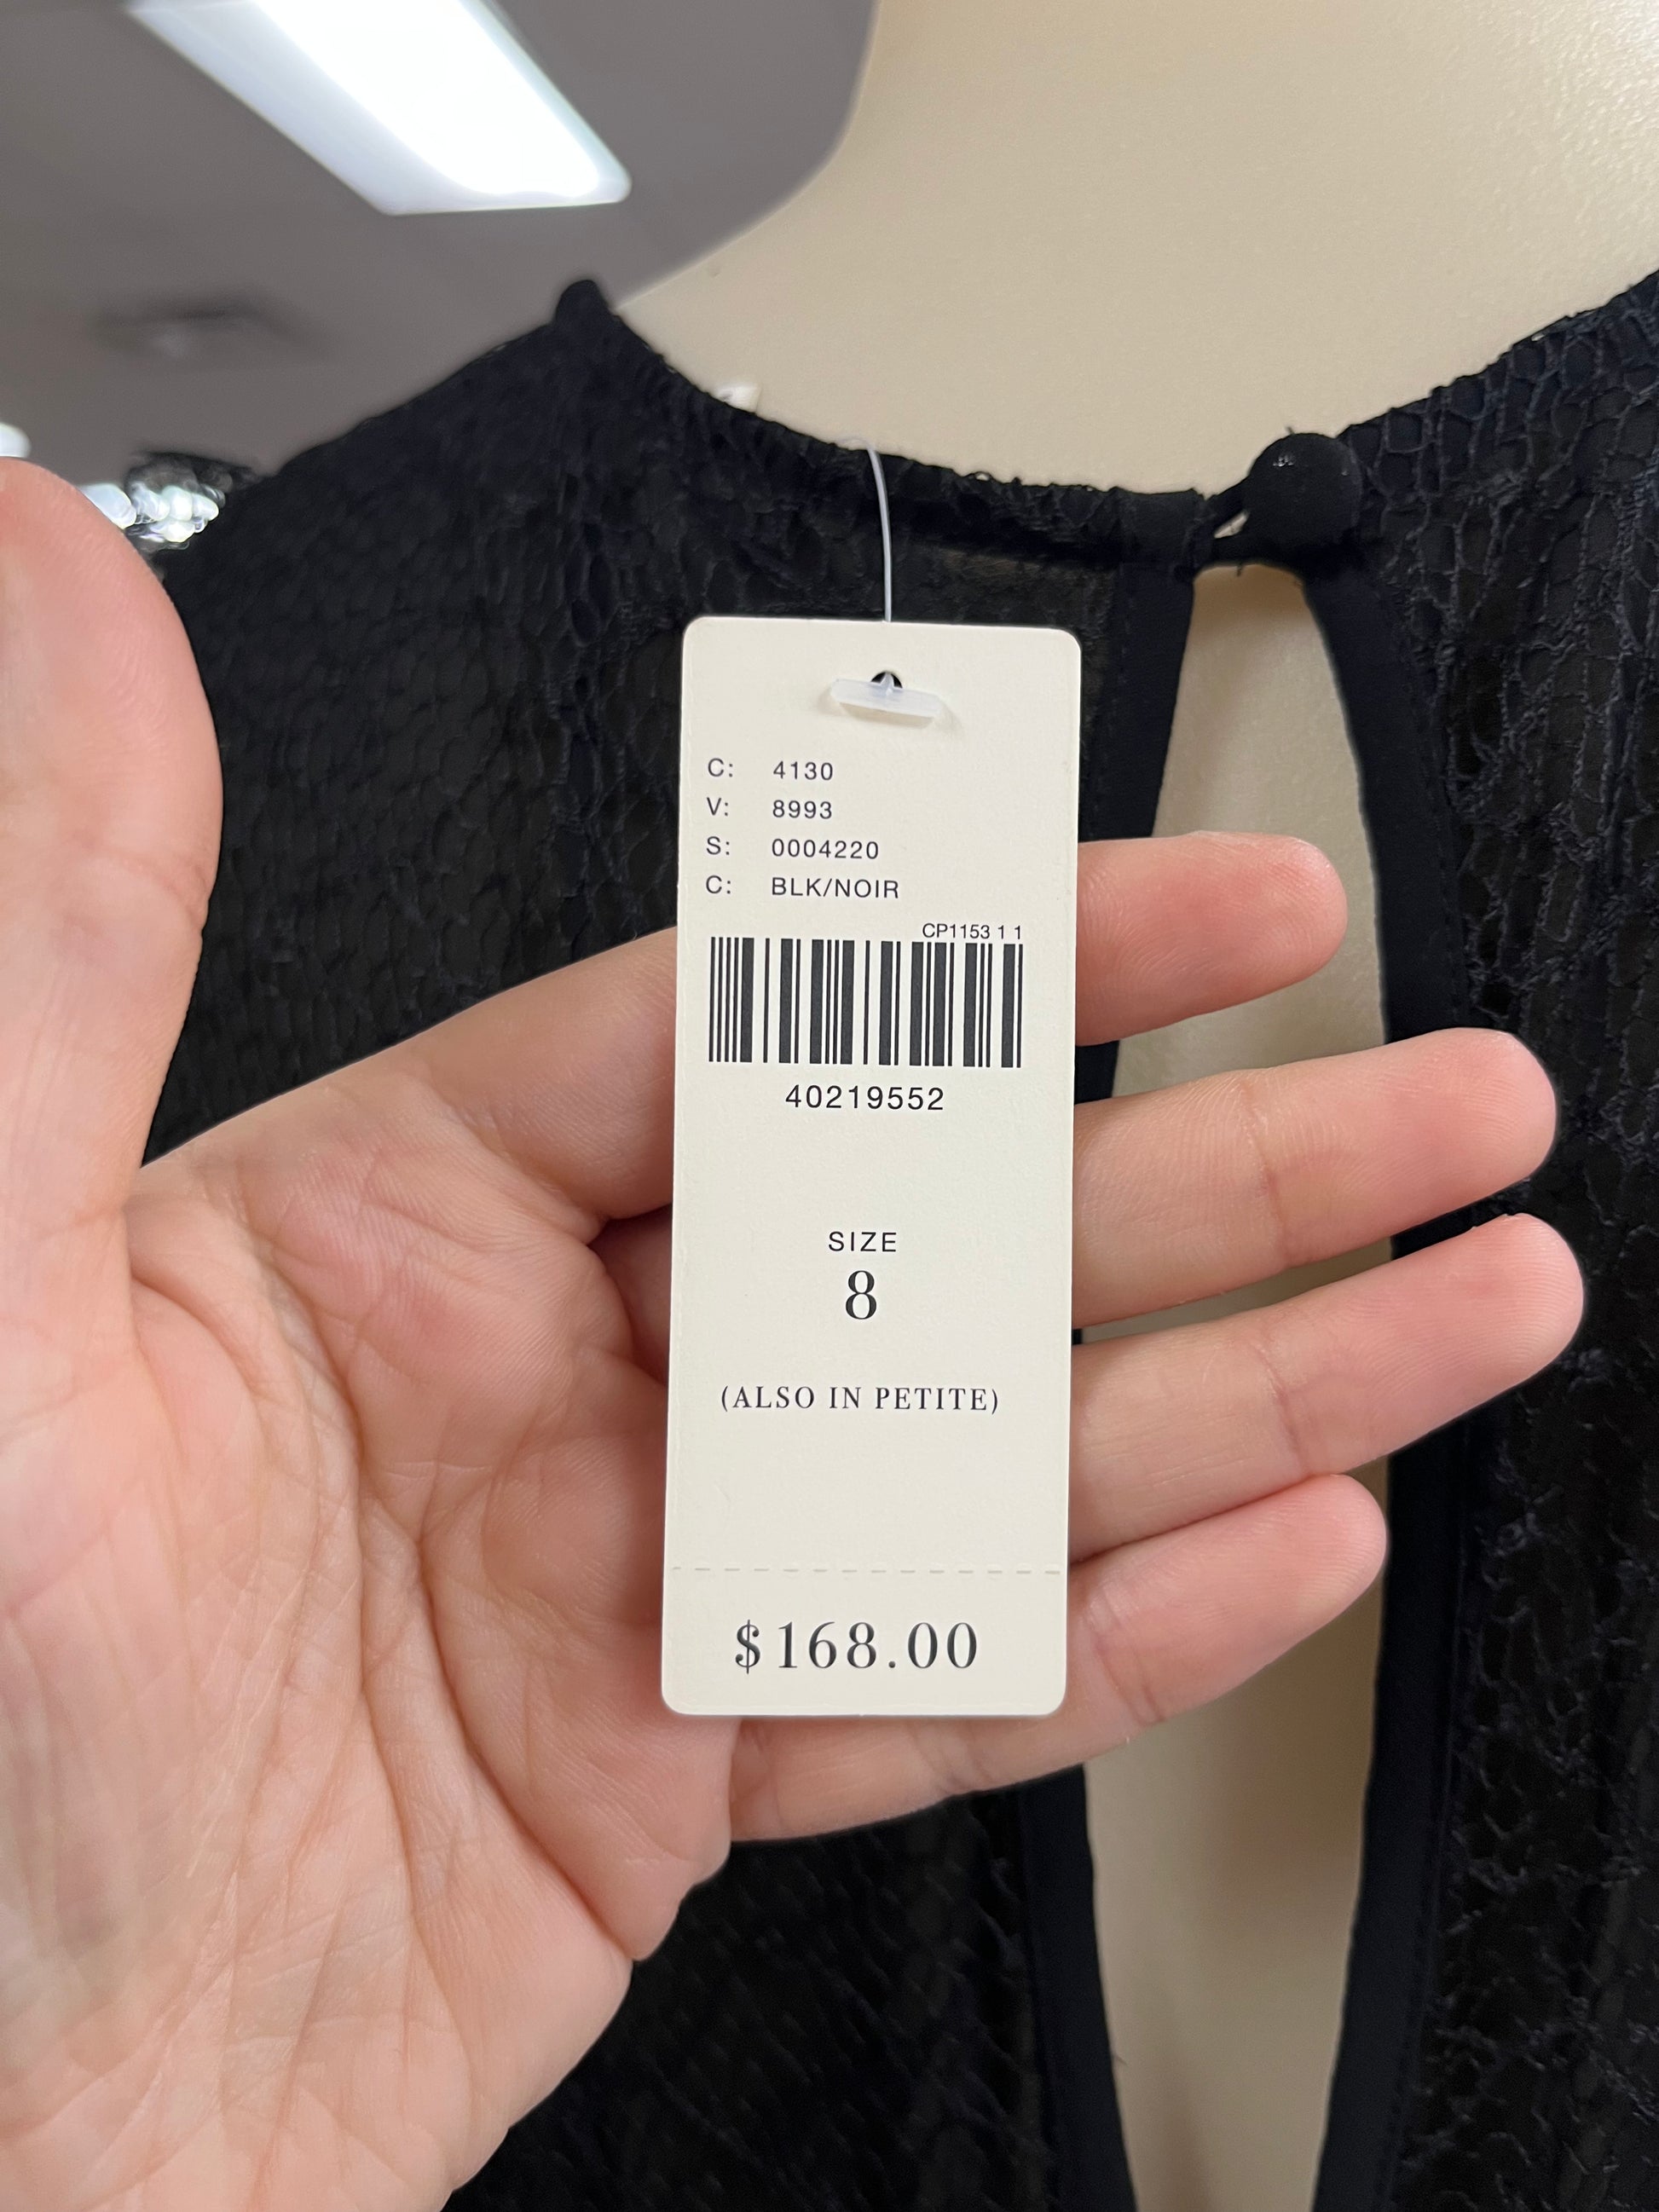 C: 4130
V: 8993
S: 0004220
C: BLK/NOIR
CP1153 1 1
40219552
SIZE
8
(ALSO IN PETITE)
$168.00